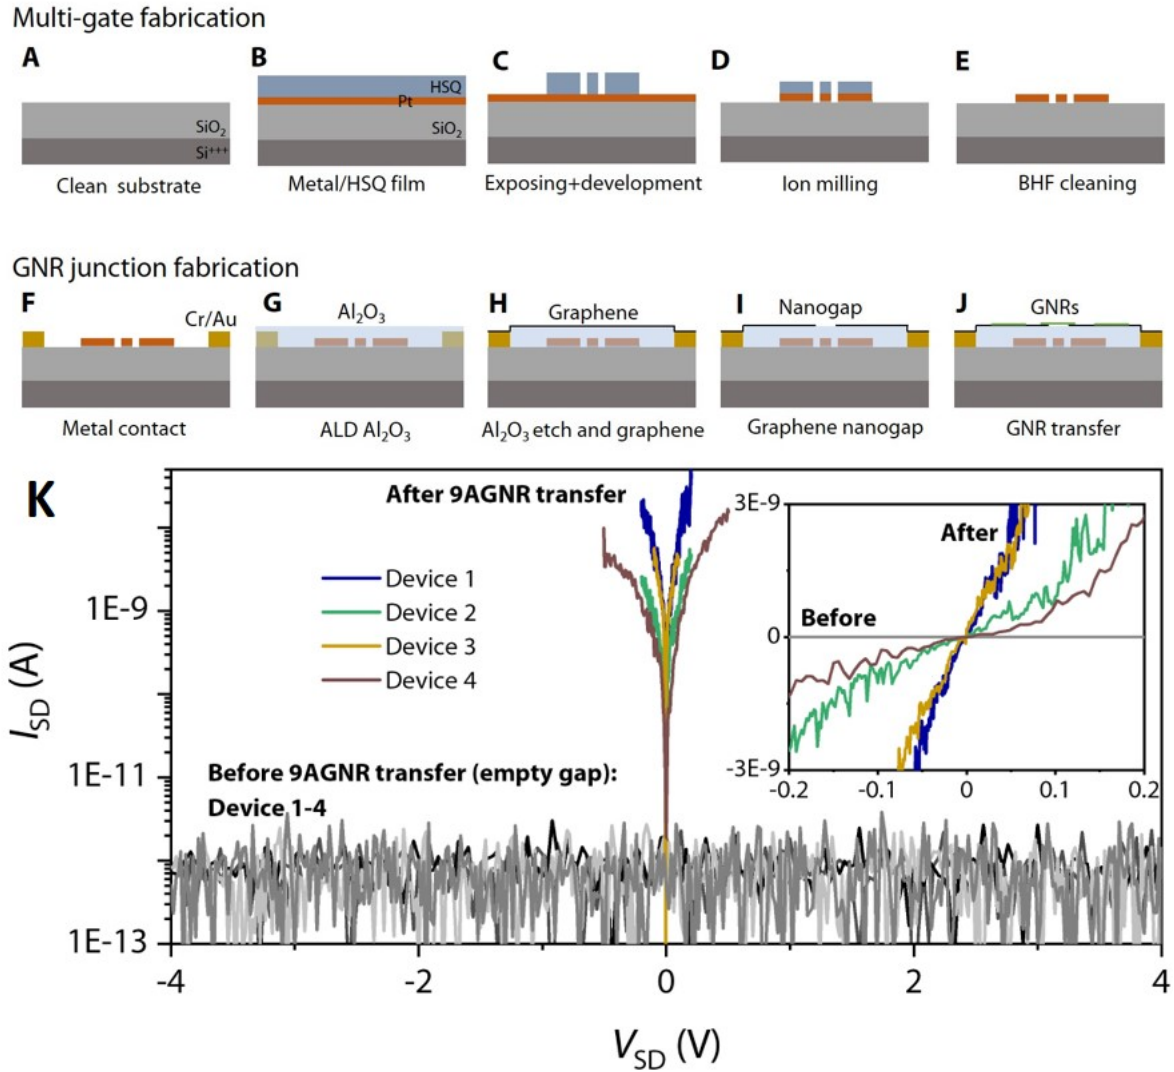 Multi-gate fabrication
A
B
C
D
E
HSQ
Pt
SiO₂
SiO₂
Si⁺⁺⁺
Clean substrate
Metal/HSQ film
Exposing+development
Ion milling
BHF cleaning
GNR junction fabrication
F
G
H
I
J
Cr/Au
Al₂O₃
Graphene
Nanogap
GNRs
Metal contact
ALD Al₂O₃
Al₂O₃ etch and graphene
Graphene nanogap
GNR transfer
K
After 9AGNR transfer
Device 1
Device 2
Device 3
Device 4
Before 9AGNR transfer (empty gap):
Device 1-4
1E-9
1E-11
1E-13
I_SD (A)
-4
-2
0
2
4
V_SD (V)
3E-9
0
-3E-9
After
Before
-0.2
-0.1
0
0.1
0.2